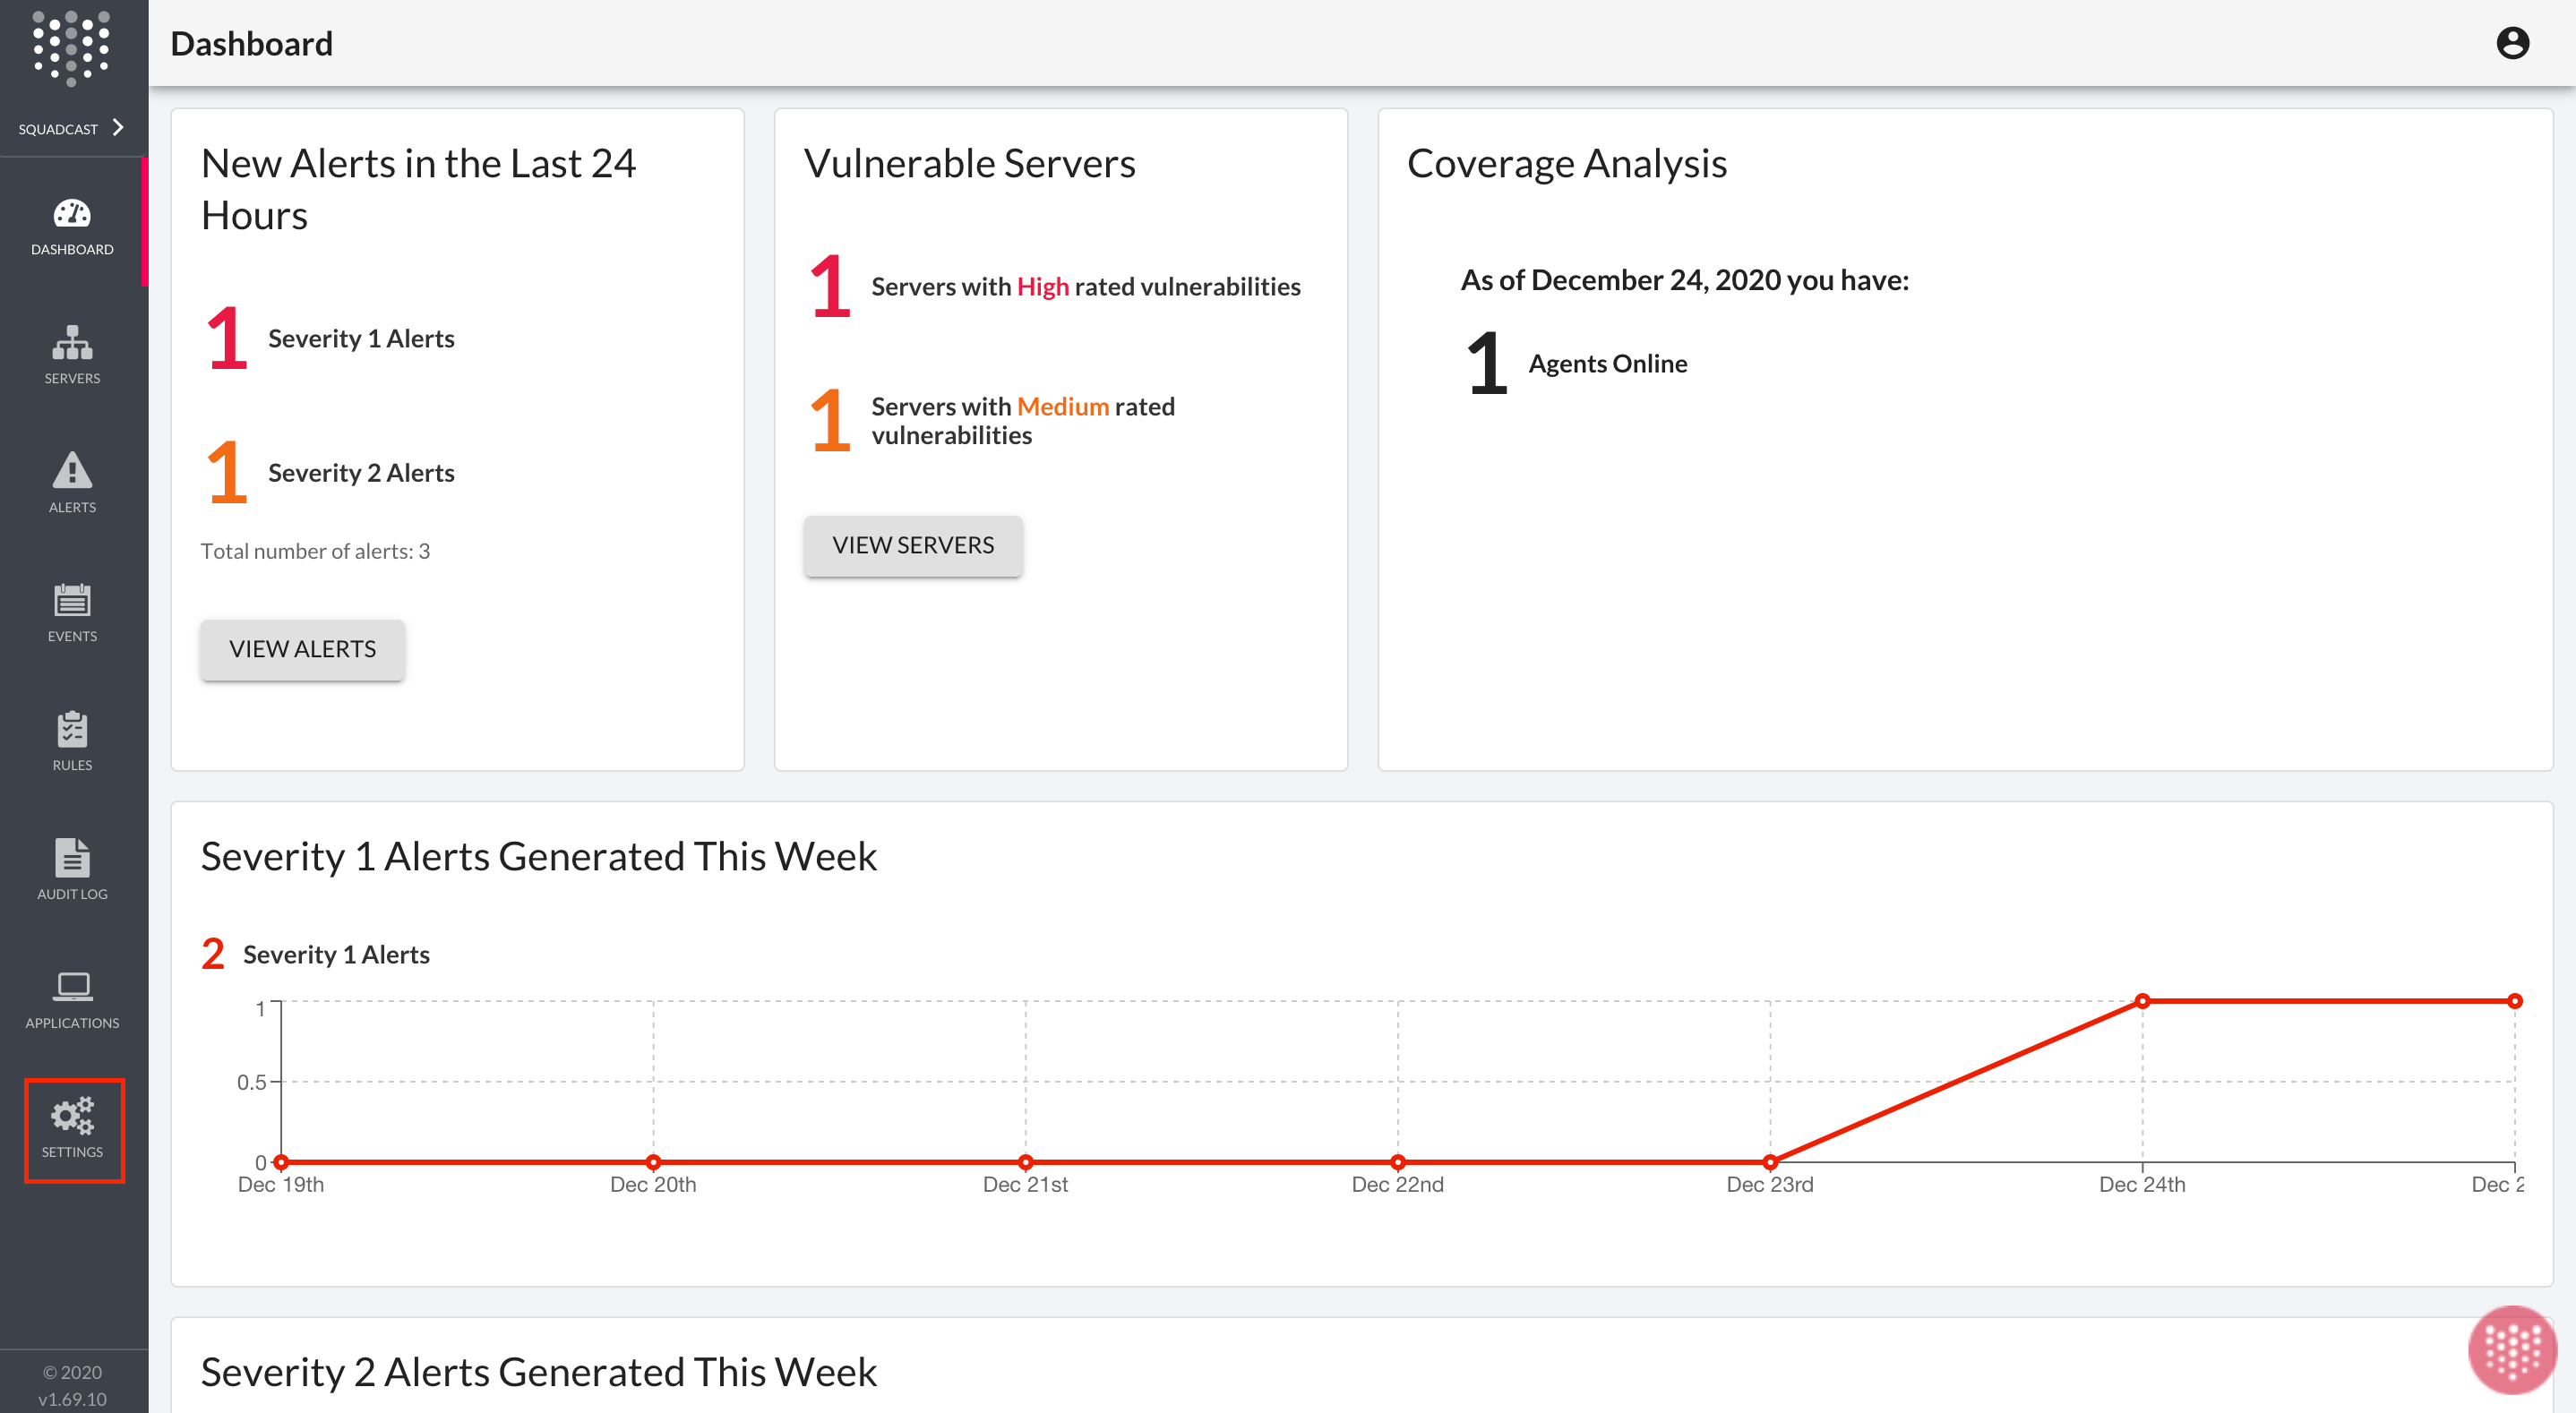 Dashboard
SQUADCAST
DASHBOARD
SERVERS
ALERTS
EVENTS
RULES
AUDIT LOG
APPLICATIONS
SETTINGS
© 2020
v1.69.10
New Alerts in the Last 24
Hours
1 Severity 1 Alerts
1 Severity 2 Alerts
Total number of alerts: 3
VIEW ALERTS
Vulnerable Servers
1 Servers with High rated vulnerabilities
1 Servers with Medium rated
vulnerabilities
VIEW SERVERS
Coverage Analysis
As of December 24, 2020 you have:
1 Agents Online
Severity 1 Alerts Generated This Week
2 Severity 1 Alerts
1
0.5
0
Dec 19th Dec 20th Dec 21st Dec 22nd Dec 23rd Dec 24th Dec 2
Severity 2 Alerts Generated This Week